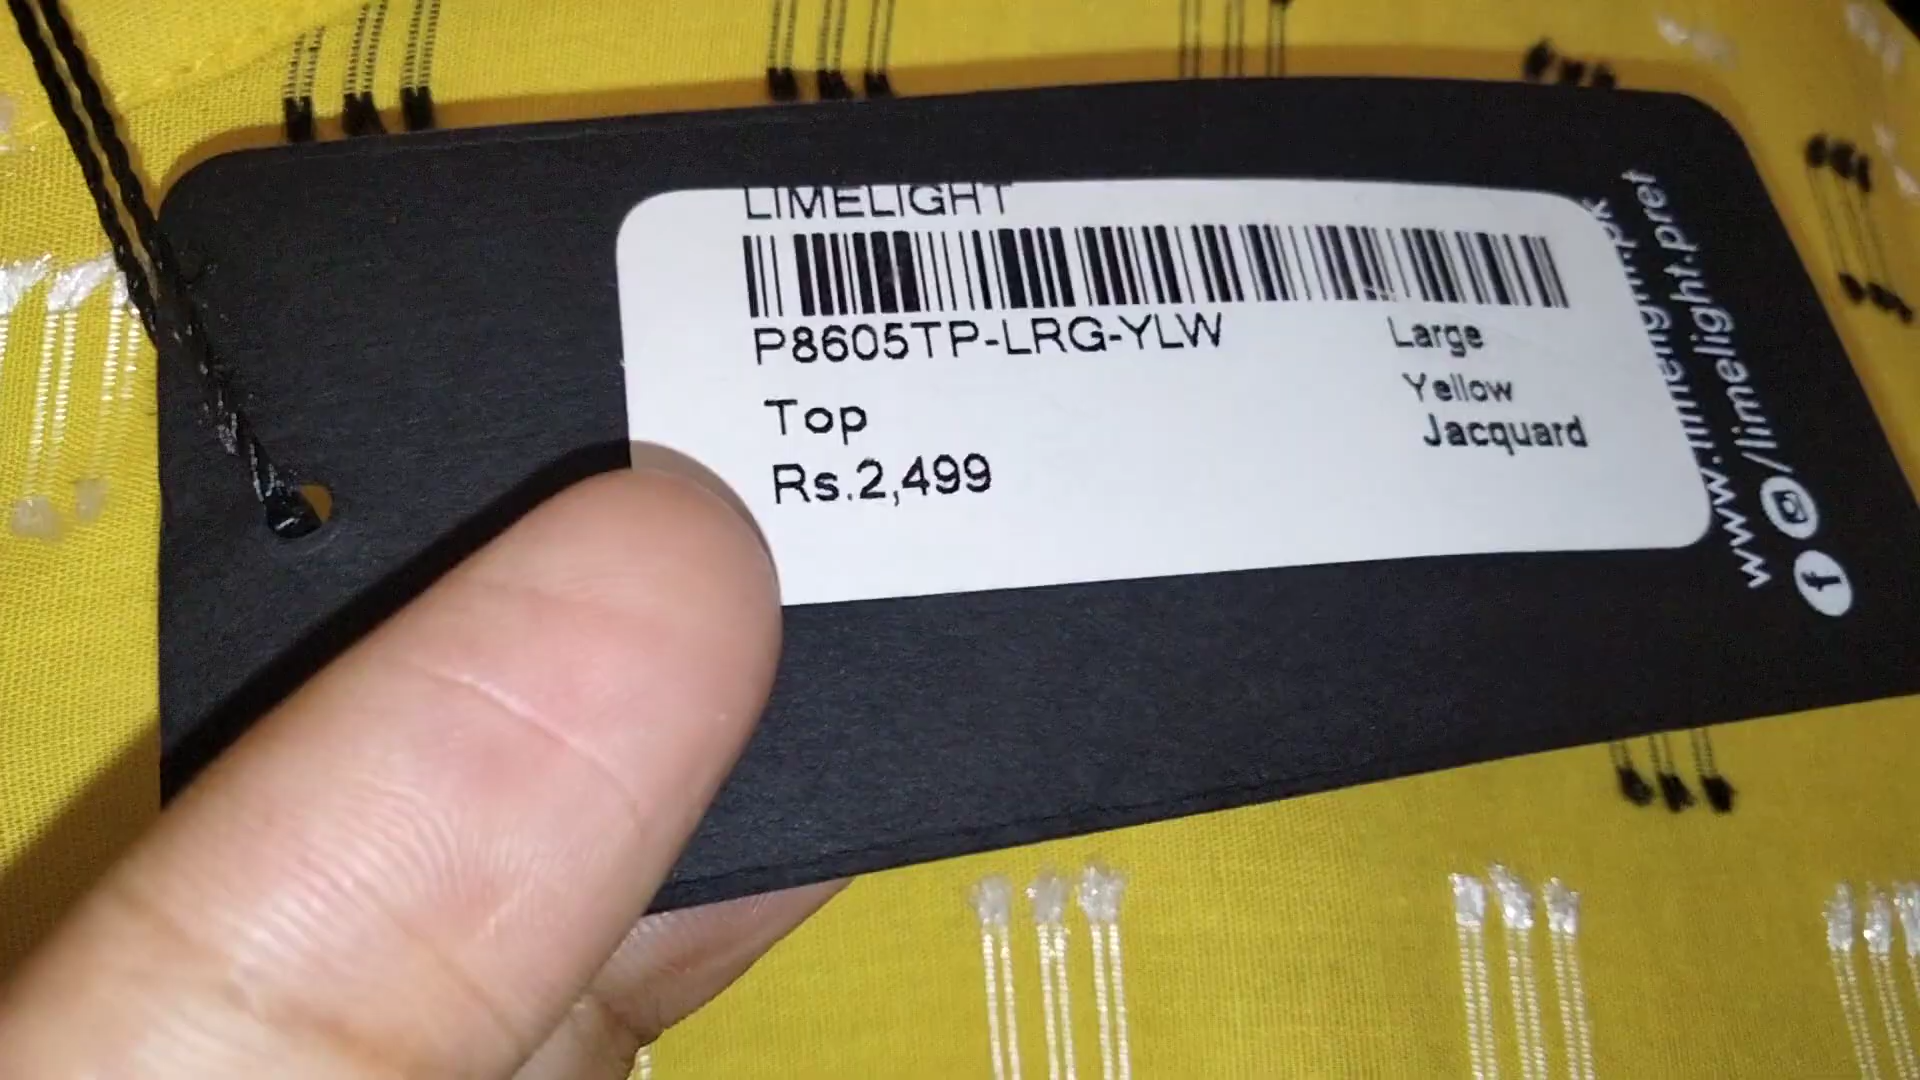 LIMELIGHT
P8605TP-LRG-YLW
Large
Top
Yellow
Rs.2,499
Jacquard
www.limelight.pk
/limelight.pret